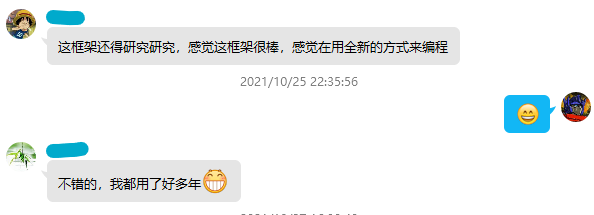 这框架还得研究研究，感觉这框架很棒，感觉在用全新的方式来编程
2021/10/25 22:35:56
不错的，我都用了好多年